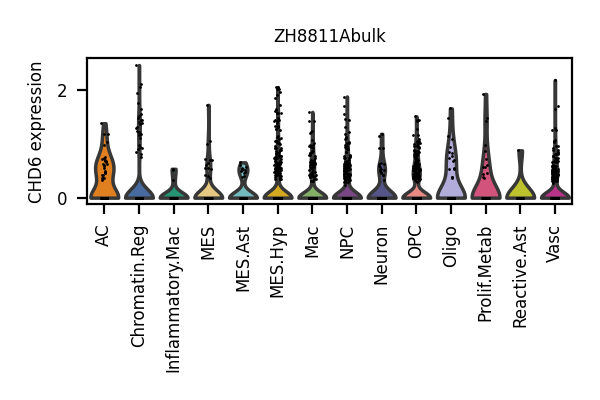 ZH8811Abulk
CHD6 expression
2
0
AC
Chromatin.Reg
Inflammatory.Mac
MES
MES.Ast
MES.Hyp
Mac
NPC
Neuron
OPC
Oligo
Prolif.Metab
Reactive.Ast
Vasc